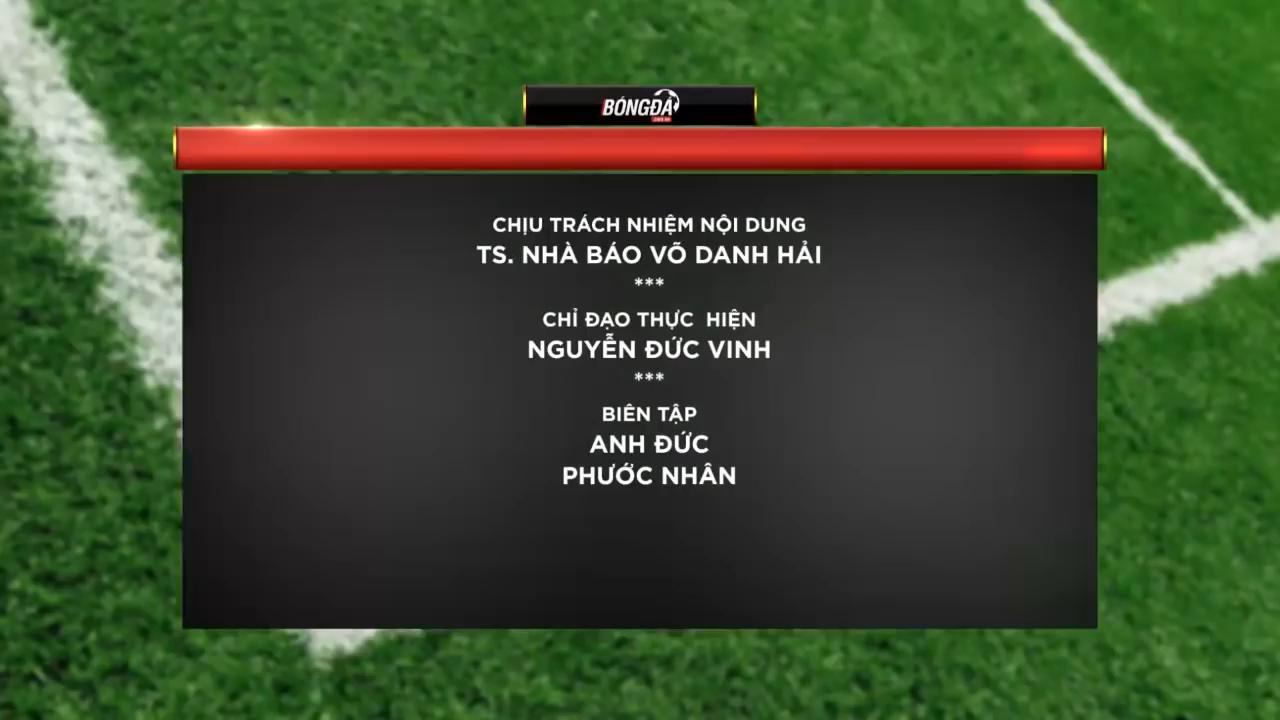 BÓNGĐÁ
CHỊU TRÁCH NHIỆM NỘI DUNG
TS. NHÀ BÁO VÕ DANH HẢI
***
CHỈ ĐẠO THỰC HIỆN
NGUYỄN ĐỨC VINH
***
BIÊN TẬP
ANH ĐỨC
PHƯỚC NHÂN